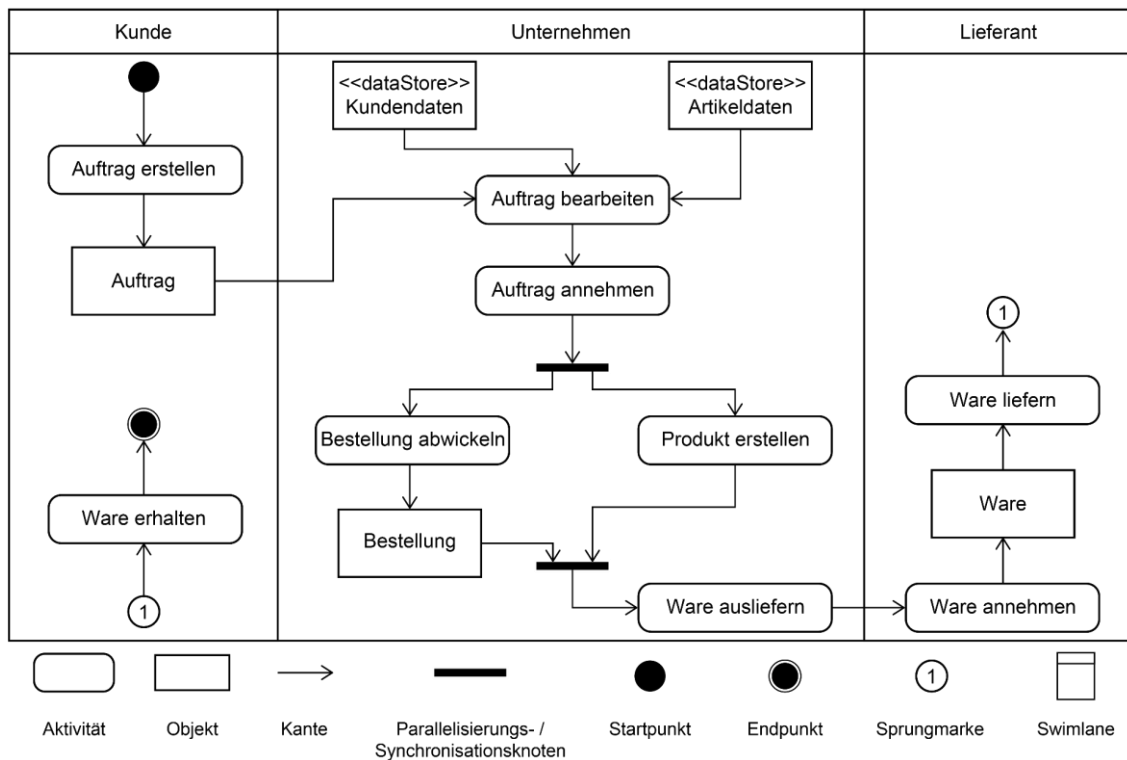 Kunde
Unternehmen
Lieferant
<<dataStore>>
Kundendaten
<<dataStore>>
Artikeldaten
Auftrag erstellen
Auftrag bearbeiten
Auftrag
Auftrag annehmen
1
Ware liefern
Bestellung abwickeln
Produkt erstellen
Ware erhalten
Ware
Bestellung
1
Ware ausliefern
Ware annehmen
1
Aktivität
Objekt
Kante
Parallelisierungs- /
Synchronisationsknoten
Startpunkt
Endpunkt
Sprungmarke
Swimlane